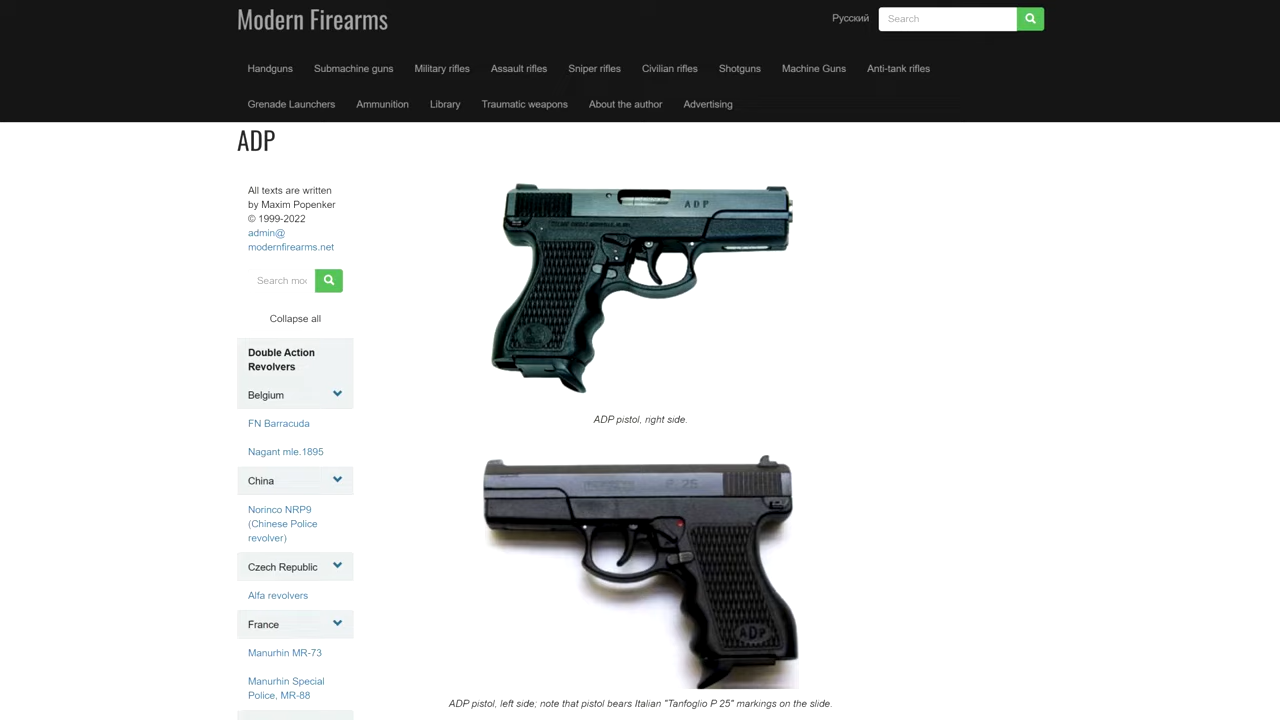 Modern Firearms
Русский
Search
Handguns Submachine guns Military rifles Assault rifles Sniper rifles Civilian rifles Shotguns Machine Guns Anti-tank rifles
Grenade Launchers Ammunition Library Traumatic weapons About the author Advertising
ADP
All texts are written
by Maxim Popenker
© 1999-2022
admin@
modernfirearms.net
Search mo
Collapse all
Double Action
Revolvers
Belgium
FN Barracuda
Nagant mle.1895
China
Norinco NRP9
(Chinese Police
revolver)
Czech Republic
Alfa revolvers
France
Manurhin MR-73
Manurhin Special
Police, MR-88
ADP
ADP pistol, right side.
P 25
ADP
ADP pistol, left side; note that pistol bears Italian "Tanfoglio P 25" markings on the slide.